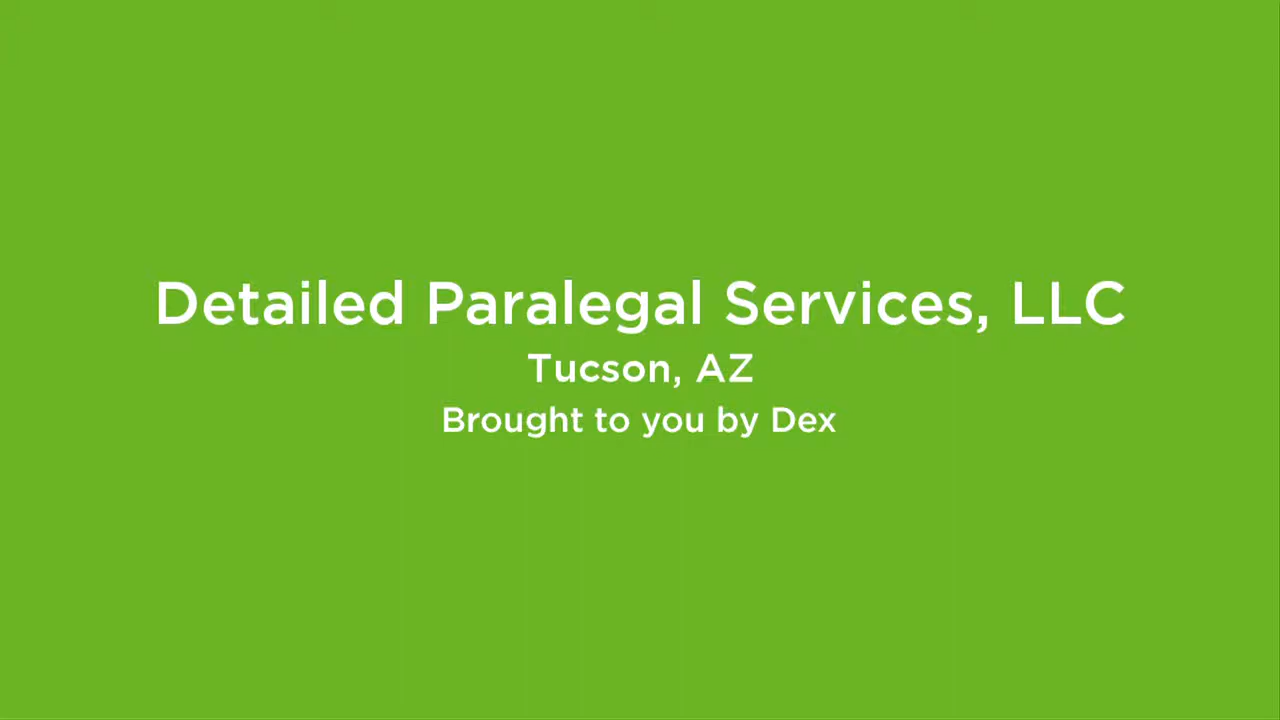 Detailed Paralegal Services, LLC
Tucson, AZ
Brought to you by Dex